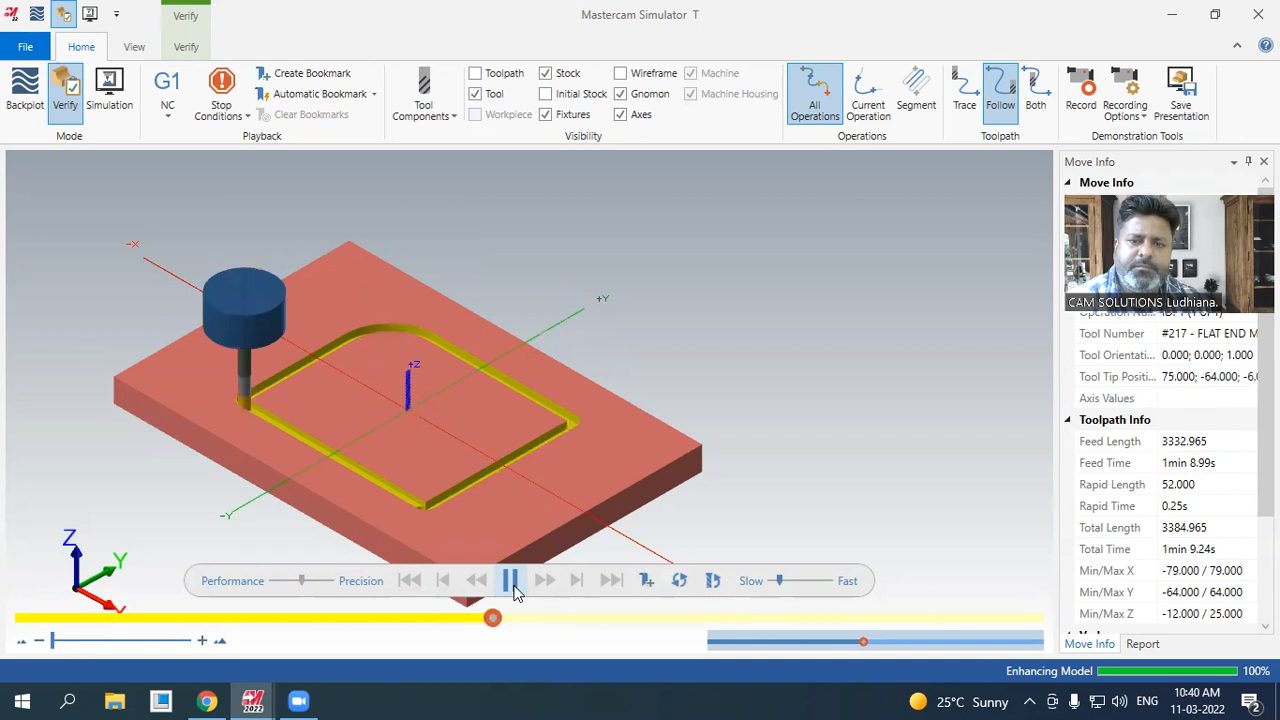 Verify
Mastercam Simulator T
File
Home
View
Verify
Backplot
Verify
Simulation
Mode
G1
NC
Stop
Conditions
Create Bookmark
Automatic Bookmark
Clear Bookmarks
Playback
Tool
Components
Toolpath
Tool
Workpiece
Stock
Initial Stock
Fixtures
Wireframe
Gnomon
Axes
Machine
Machine Housing
Visibility
All
Operations
Current
Operation
Segment
Operations
Trace
Follow
Both
Toolpath
Record
Recording
Options
Save
Presentation
Demonstration Tools
Move Info
Move Info
CAM SOLUTIONS Ludhiana.
Tool Number #217 - FLAT END M
Tool Orientati... 0.000; 0.000; 1.000
Tool Tip Positi... 75.000; -64.000; -6.0
Axis Values
Toolpath Info
Feed Length 3332.965
Feed Time 1min 8.99s
Rapid Length 52.000
Rapid Time 0.25s
Total Length 3384.965
Total Time 1min 9.24s
Min/Max X -79.000 / 79.000
Min/Max Y -64.000 / 64.000
Min/Max Z -12.000 / 25.000
Move Info Report
-X
+Y
+Z
-Y
Z
Y
Performance Precision
Slow Fast
Enhancing Model 100%
2022
25°C Sunny
ENG
10:40 AM
11-03-2022
2